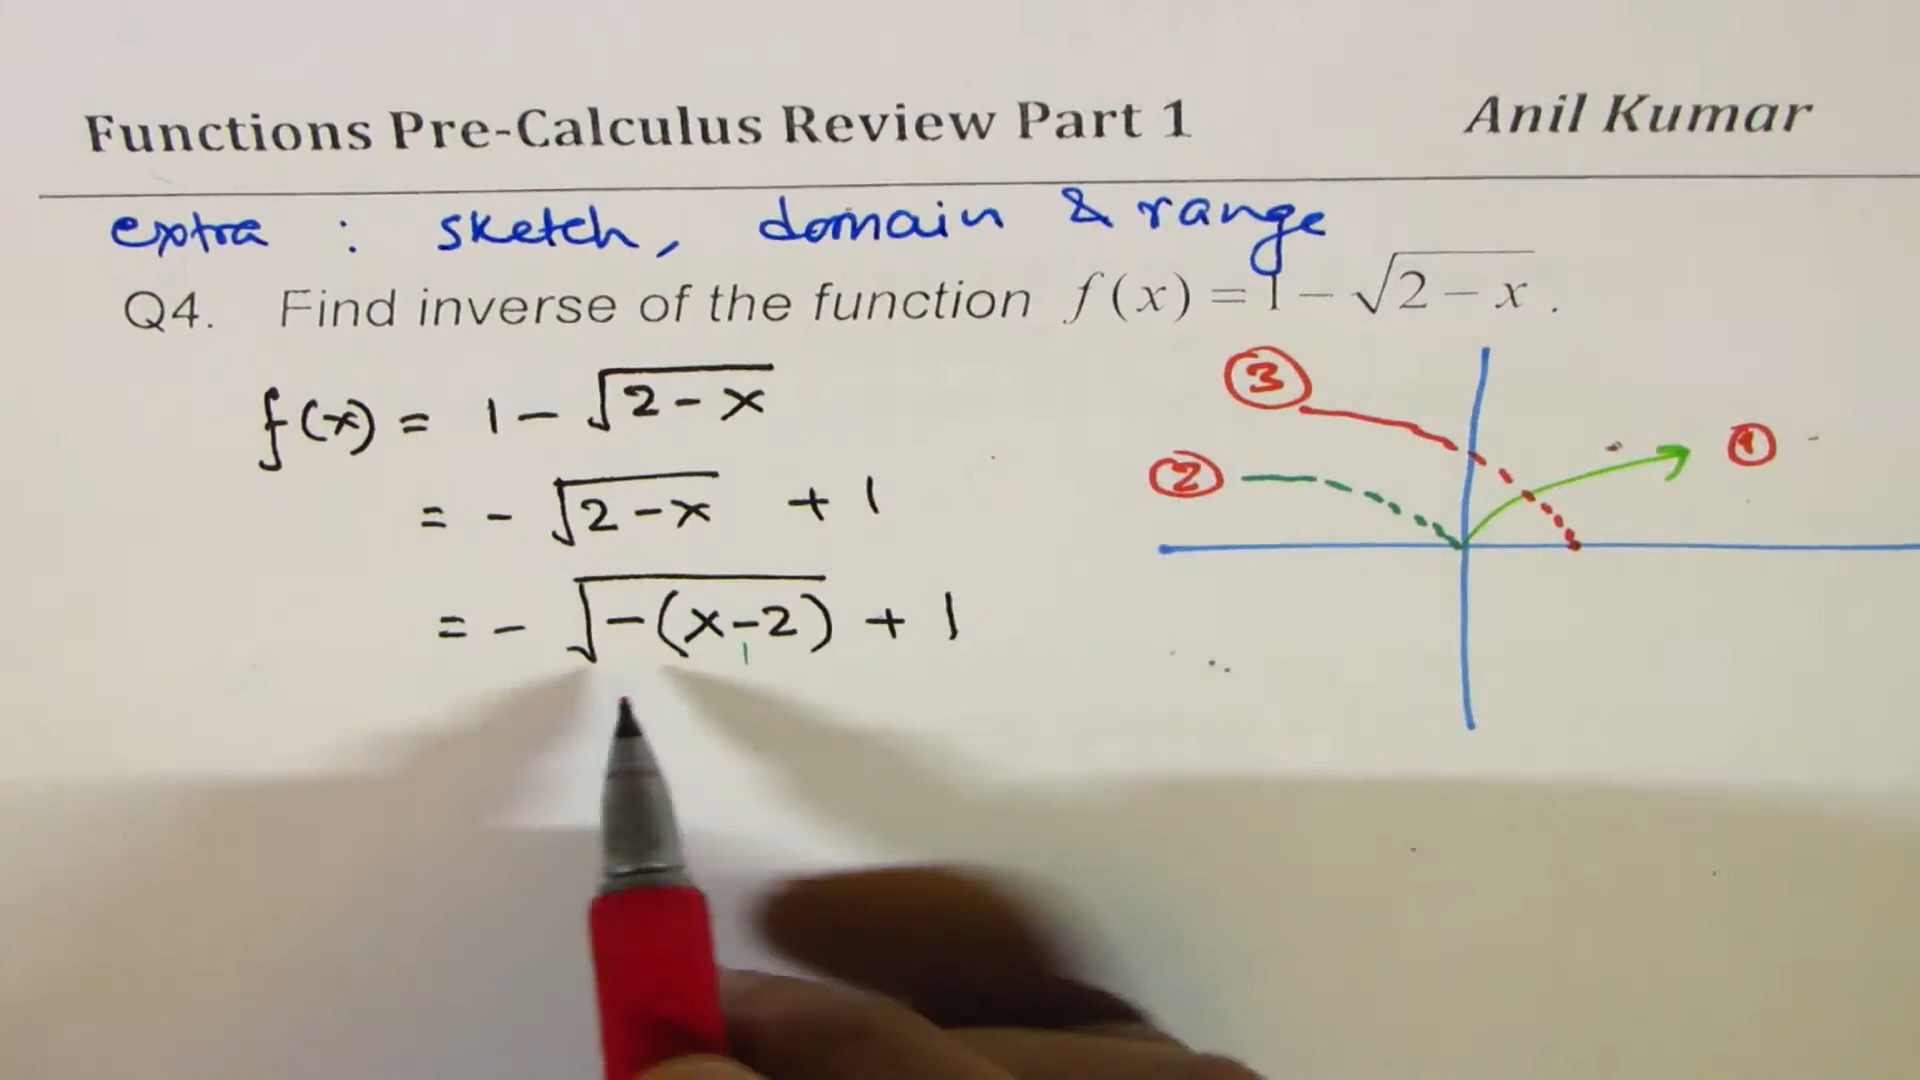 Functions Pre-Calculus Review Part 1 Anil Kumar
extra : sketch, domain & range
Q4. Find inverse of the function f(x) = 1 - √(2 - x) .
f(x) = 1 - √(2 - x)
= - √(2 - x) + 1
= - √(-(x-2)) + 1
③
②
①